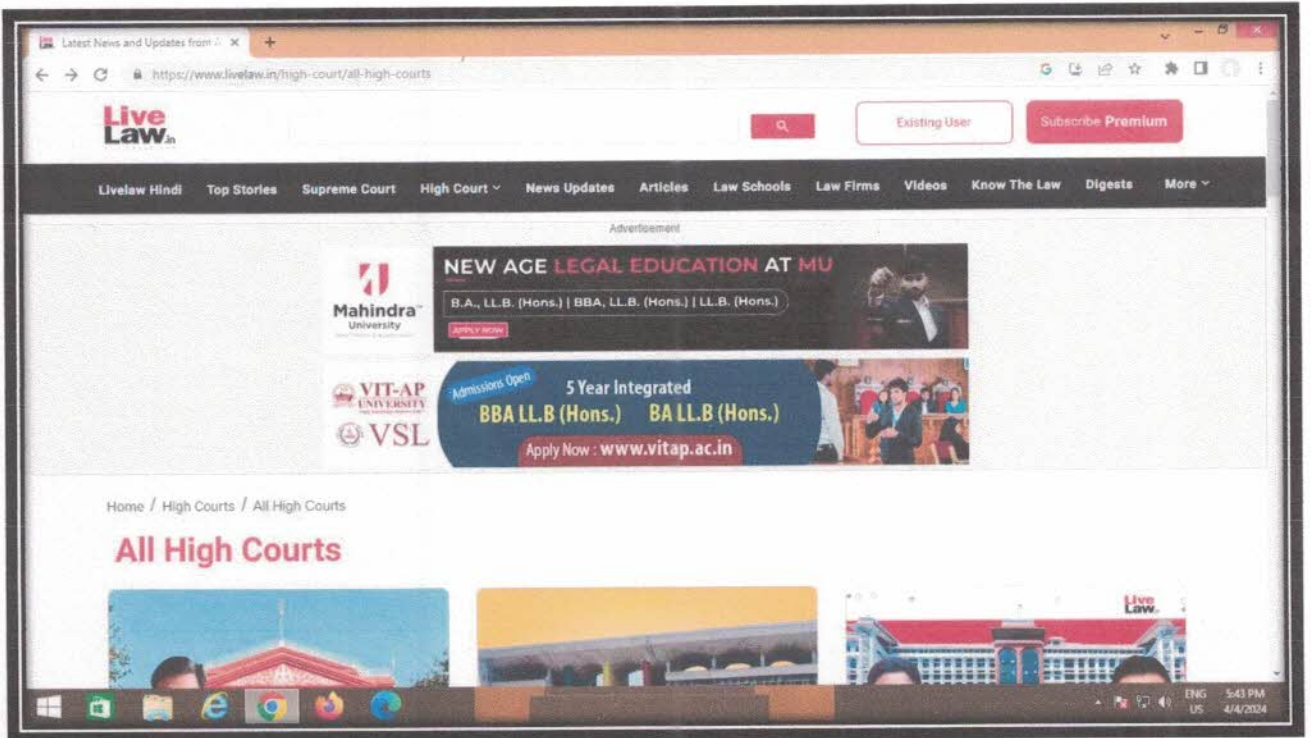 Latest News and Updates from
https://www.livelaw.in/high-court/all-high-courts
Live
Law.in
Existing User
Subscribe Premium
Livelaw Hindi Top Stories Supreme Court High Court News Updates Articles Law Schools Law Firms Videos Know The Law Digests More
Advertisement
Mahindra
University
NEW AGE LEGAL EDUCATION AT MU
B.A., LL.B. (Hons.) | BBA, LL.B. (Hons.) | LL.B. (Hons.)
APPLY NOW
VIT-AP
UNIVERSITY
VSL
Admissions Open
5 Year Integrated
BBA LL.B (Hons.) BA LL.B (Hons.)
Apply Now : www.vitap.ac.in
Home / High Courts / All High Courts
All High Courts
Live
Law
ENG 5:43 PM
US 4/4/2024